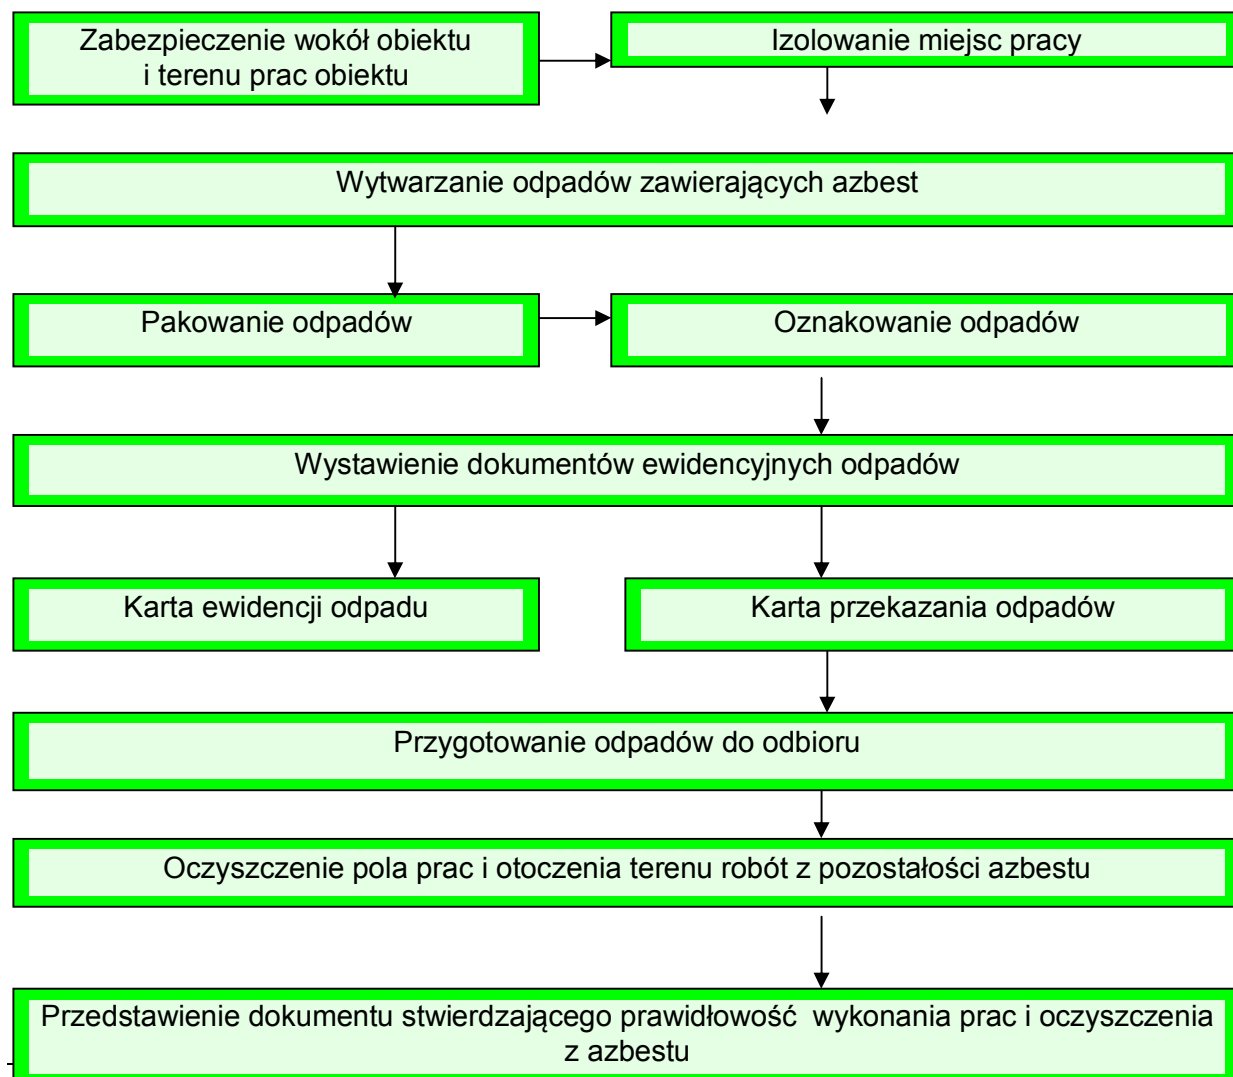 Zabezpieczenie wokół obiektu
i terenu prac obiektu
Izolowanie miejsc pracy
Wytwarzanie odpadów zawierających azbest
Pakowanie odpadów
Oznakowanie odpadów
Wystawienie dokumentów ewidencyjnych odpadów
Karta ewidencji odpadu
Karta przekazania odpadów
Przygotowanie odpadów do odbioru
Oczyszczenie pola prac i otoczenia terenu robót z pozostałości azbestu
Przedstawienie dokumentu stwierdzającego prawidłowość wykonania prac i oczyszczenia
z azbestu